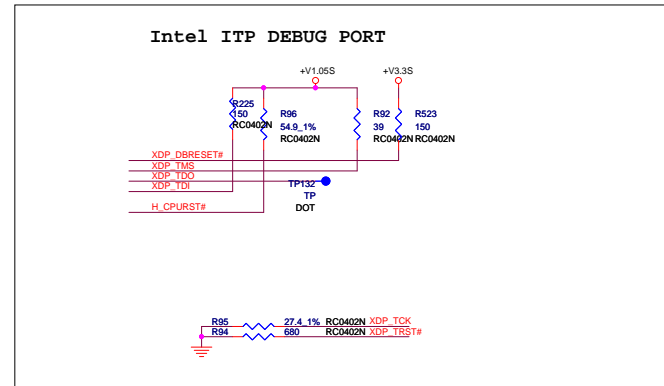 Intel ITP DEBUG PORT
+V1.05S
+V3.3S
R225
150
RC0402N
R96
54.9_1%
RC0402N
R92
39
RC0402N
R523
150
RC0402N
XDP_DBRESET#
XDP_TMS
XDP_TDO
XDP_TDI
H_CPURST#
TP132
TP
DOT
R95 27.4_1% RC0402N XDP_TCK
R94 680 RC0402N XDP_TRST#